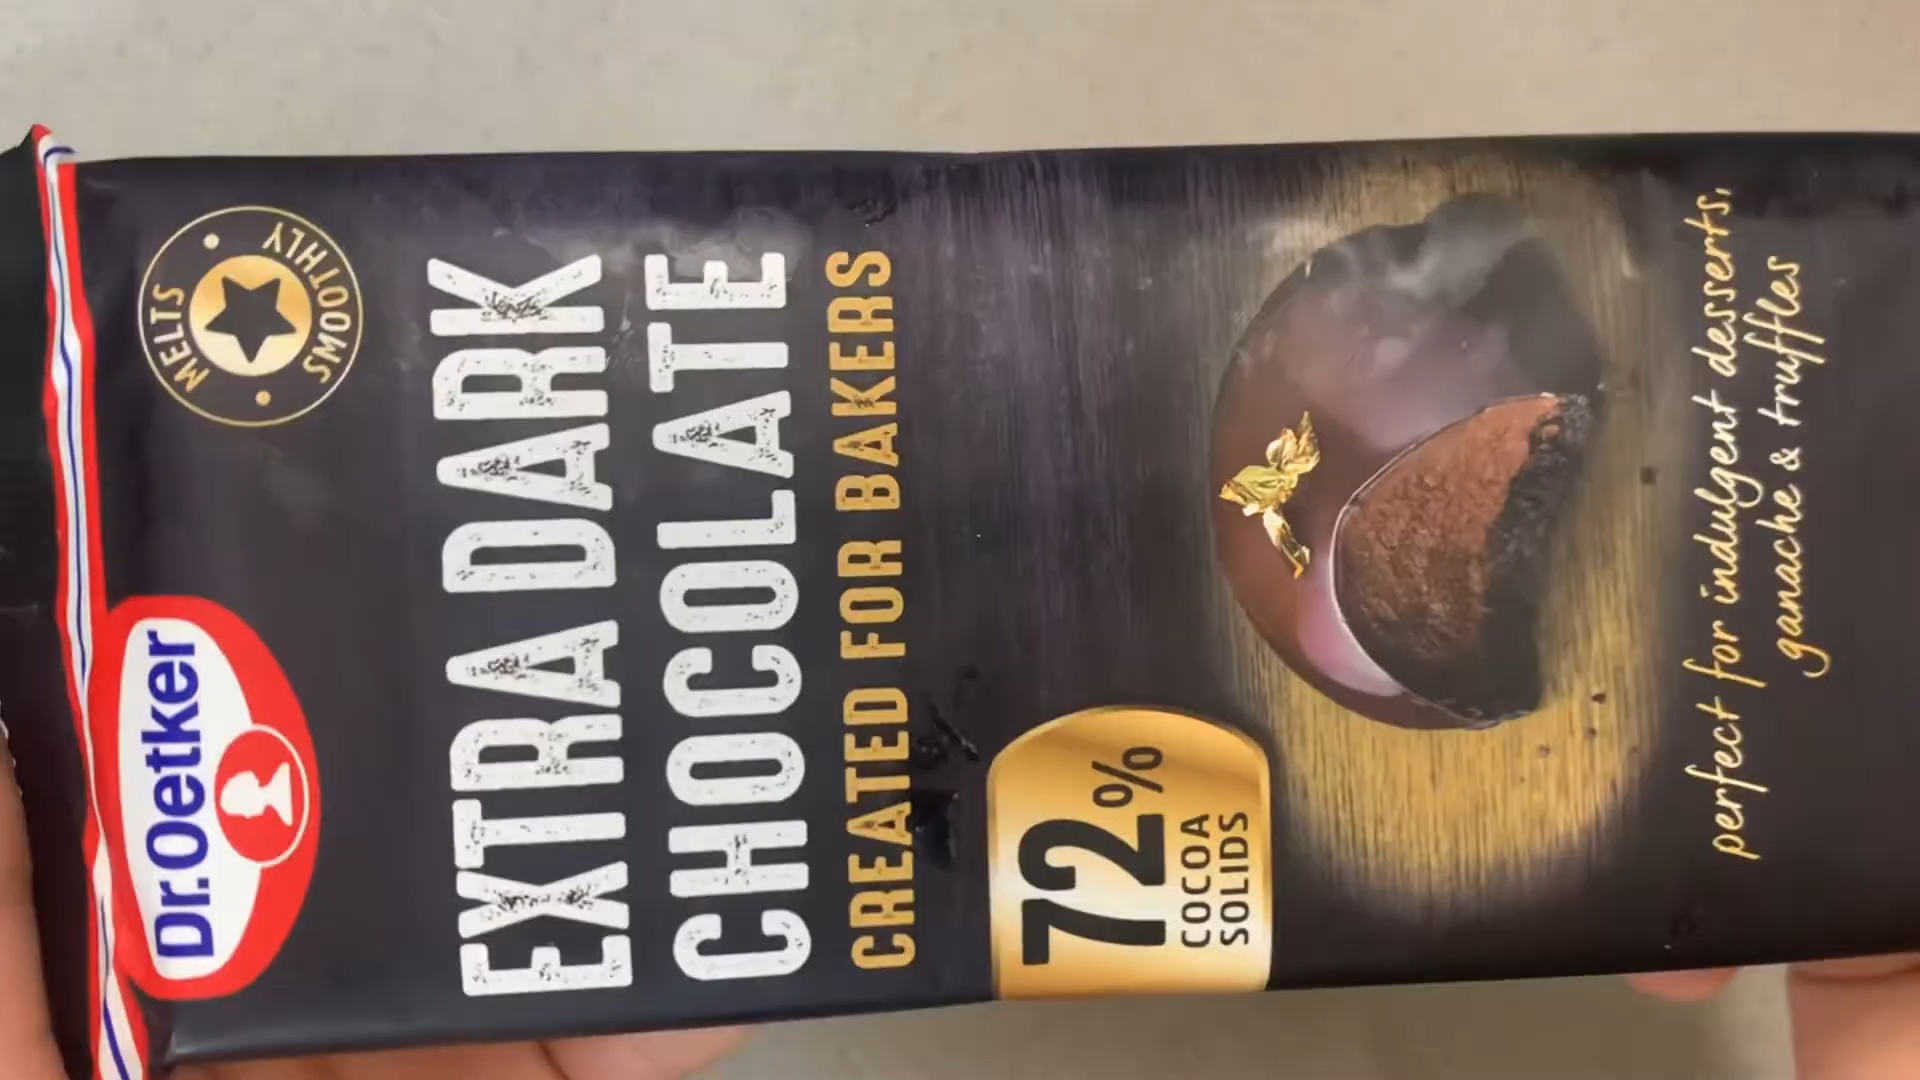 Dr. Oetker
MELTS
SMOOTHLY
EXTRA DARK
CHOCOLATE
CREATED FOR BAKERS
72%
COCOA
SOLIDS
perfect for indulgent desserts,
ganache & truffles